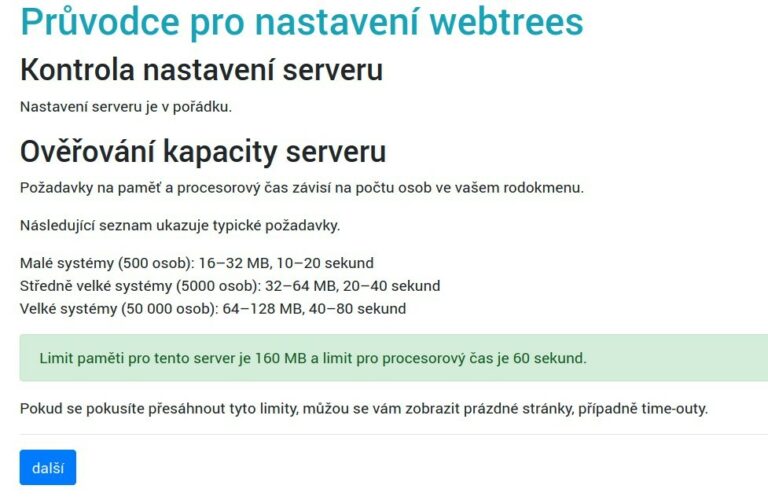 Průvodce pro nastavení webtrees
Kontrola nastavení serveru
Nastavení serveru je v pořádku.
Ověřování kapacity serveru
Požadavky na paměť a procesorový čas závisí na počtu osob ve vašem rodokmenu.
Následující seznam ukazuje typické požadavky.
Malé systémy (500 osob): 16–32 MB, 10–20 sekund
Středně velké systémy (5000 osob): 32–64 MB, 20–40 sekund
Velké systémy (50 000 osob): 64–128 MB, 40–80 sekund
Limit paměti pro tento server je 160 MB a limit pro procesorový čas je 60 sekund.
Pokud se pokusíte přesáhnout tyto limity, můžou se vám zobrazit prázdné stránky, případně time-outy.
další